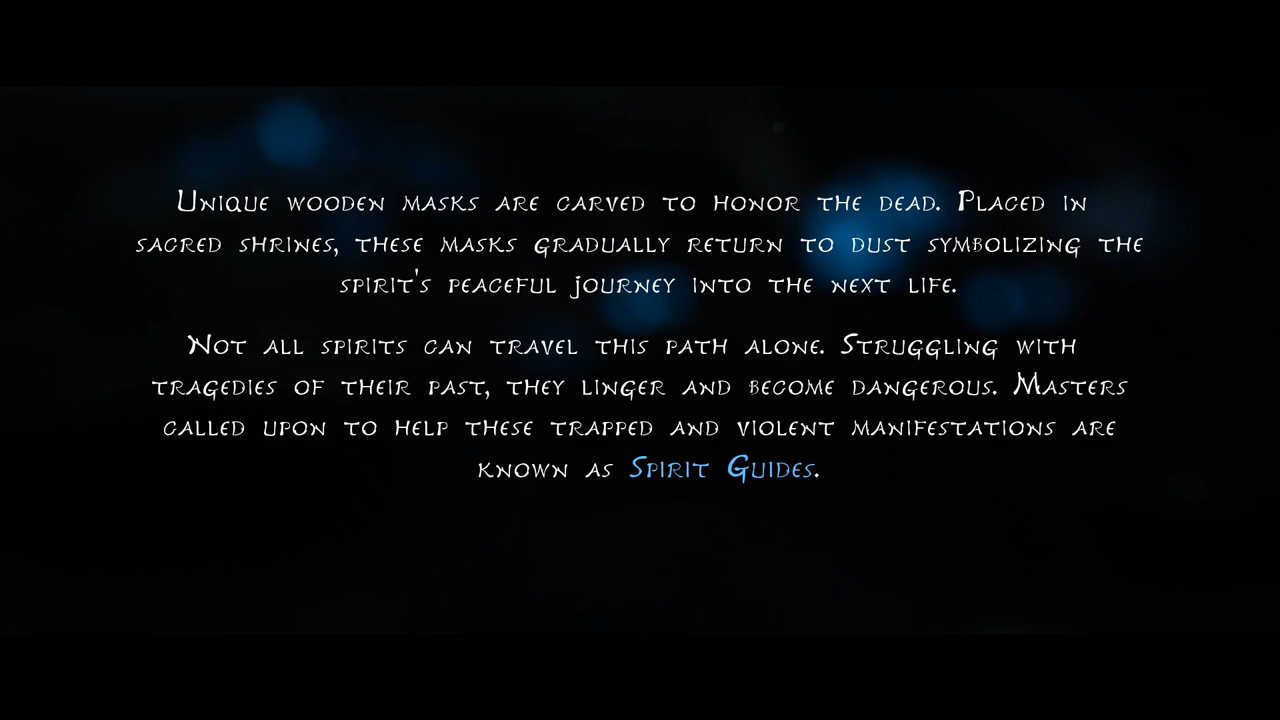 Unique wooden masks are carved to honor the dead. Placed in
sacred shrines, these masks gradually return to dust symbolizing the
spirit's peaceful journey into the next life.
Not all spirits can travel this path alone. Struggling with
tragedies of their past, they linger and become dangerous. Masters
called upon to help these trapped and violent manifestations are
known as Spirit Guides.